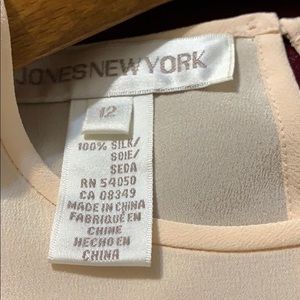 JONES NEW YORK
12
100% SILK/
SOIE/
SEDA
RN 54050
CA 08349
MADE IN CHINA
FABRIQUÉ EN
CHINE
HECHO EN
CHINA